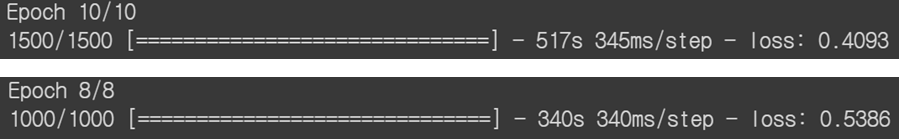 Epoch 10/10
1500/1500 [==============================] - 517s 345ms/step - loss: 0.4093
Epoch 8/8
1000/1000 [==============================] - 340s 340ms/step - loss: 0.5386